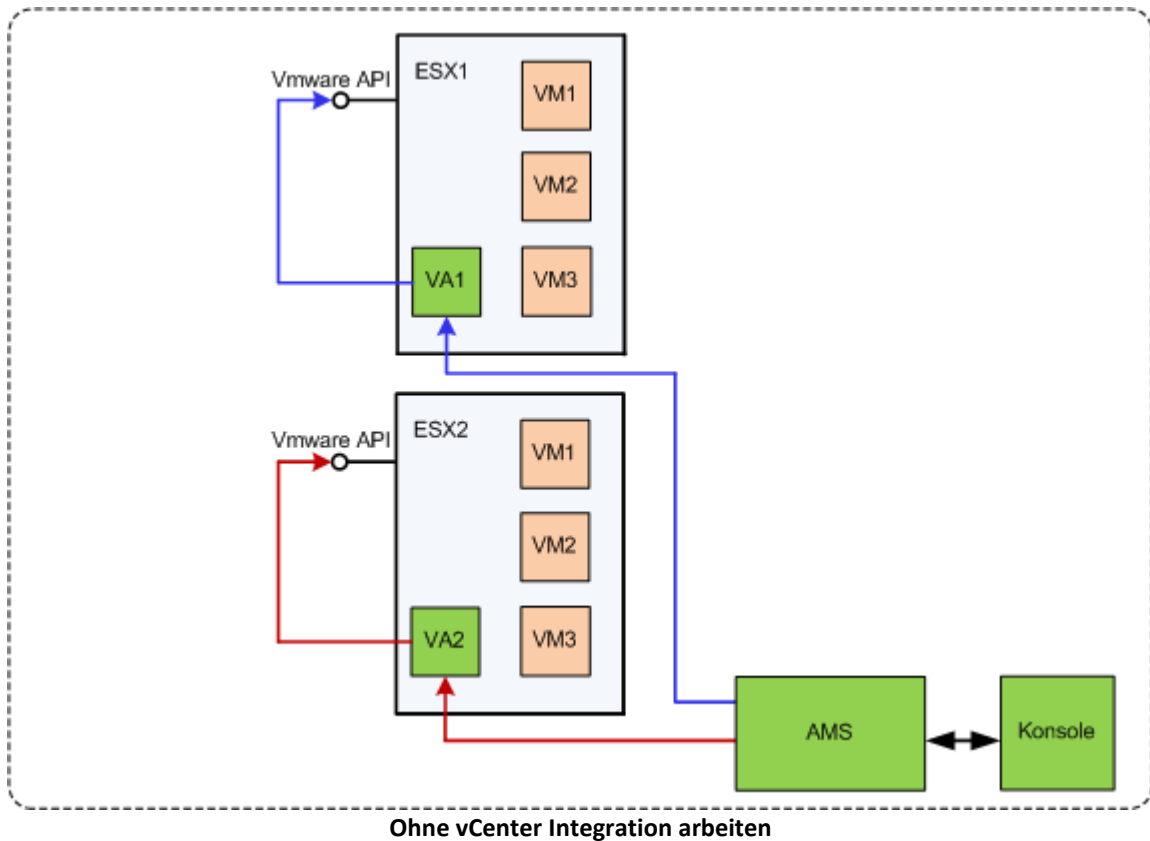 Vmware API
ESX1
VM1
VM2
VA1
VM3
Vmware API
ESX2
VM1
VM2
VA2
VM3
AMS
Konsole
Ohne vCenter Integration arbeiten